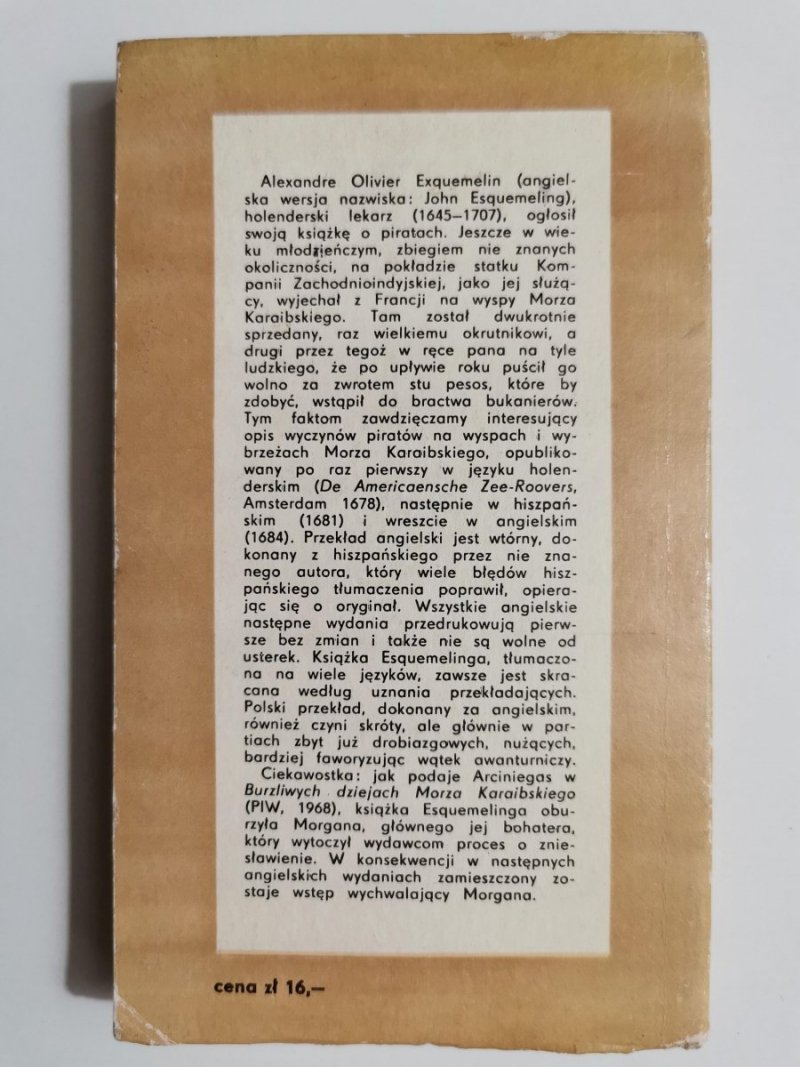 Alexandre Olivier Exquemelin (angiel-
ska wersja nazwiska: John Esquemeling),
holenderski lekarz (1645–1707), ogłosił
swoją książkę o piratach. Jeszcze w wie-
ku młodzieńczym, zbiegiem nie znanych
okoliczności, na pokładzie statku Kom-
panii Zachodnioindyjskiej, jako jej służą-
cy, wyjechał z Francji na wyspy Morza
Karaibskiego. Tam został dwukrotnie
sprzedany, raz wielkiemu okrutnikowi, a
drugi przez tegoż w ręce pana na tyle
ludzkiego, że po upływie roku puścił go
wolno za zwrotem stu pesos, które by
zdobyć, wstąpił do bractwa bukanierów.
Tym faktom zawdzięczamy interesujący
opis wyczynów piratów na wyspach i wy-
brzeżach Morza Karaibskiego, opubliko-
wany po raz pierwszy w języku holen-
derskim (De Americaensche Zee-Roovers,
Amsterdam 1678), następnie w hiszpań-
skim (1681) i wreszcie w angielskim
(1684). Przekład angielski jest wtórny, do-
konany z hiszpańskiego przez nie zna-
nego autora, który wiele błędów hisz-
pańskiego tłumaczenia poprawił, opiera-
jąc się o oryginał. Wszystkie angielskie
następne wydania przedrukowują pierw-
sze bez zmian i także nie są wolne od
usterek. Książka Esquemelinga, tłumaczo-
na na wiele języków, zawsze jest skra-
cana według uznania przekładających.
Polski przekład, dokonany za angielskim,
również czyni skróty, ale głównie w par-
tiach zbyt już drobiazgowych, nużących,
bardziej faworyzując wątek awanturniczy.
Ciekawostka: jak podaje Arciniegas w
Burzliwych dziejach Morza Karaibskiego
(PIW, 1968), książka Esquemelinga obu-
rzyła Morgana, głównego jej bohatera,
który wytoczył wydawcom proces o znie-
sławienie. W konsekwencji w następnych
angielskich wydaniach zamieszczony zo-
staje wstęp wychwalający Morgana.
cena zł 16,—